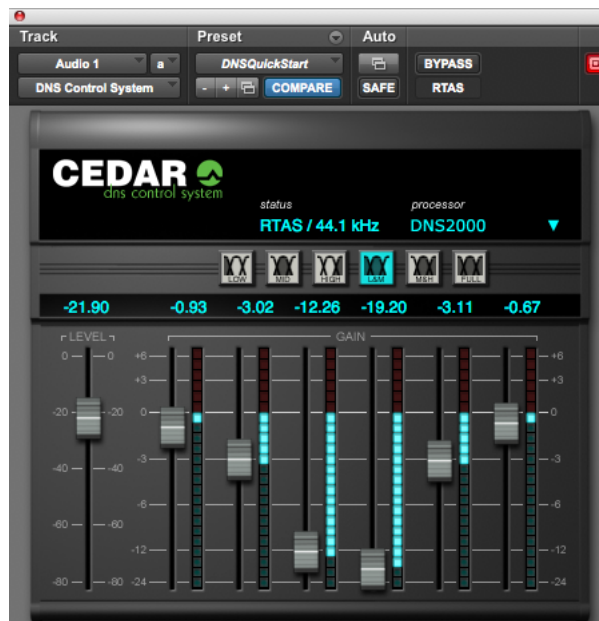 Track Preset Auto
Audio 1 a DNSQuickStart BYPASS
DNS Control System - + COMPARE SAFE RTAS
CEDAR
dns control system
status processor
RTAS / 44.1 kHz DNS2000
LOW MID HIGH L&M M&H FULL
-21.90 -0.93 -3.02 -12.26 -19.20 -3.11 -0.67
LEVEL GAIN
0 0 +6 +6
+3 +3
-20 -20 0 0
-40 -40 -3 -3
-6 -6
-60 -60
-12 -12
-80 -80 -24 -24